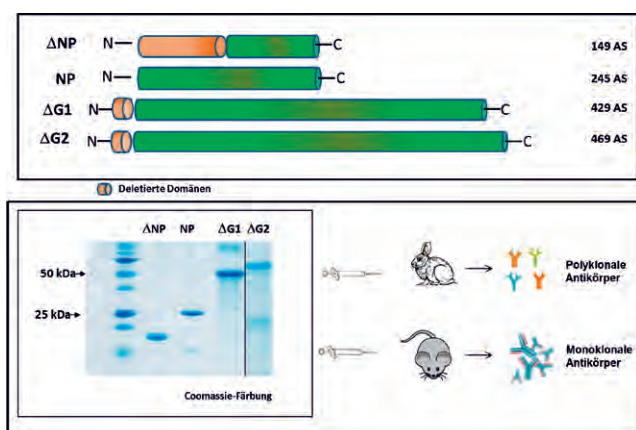 ΔNP N C 149 AS
NP N C 245 AS
ΔG1 N C 429 AS
ΔG2 N C 469 AS
Deletierte Domänen
ΔNP NP ΔG1 ΔG2
50 kDa
25 kDa
Coomassie-Färbung
Polyklonale
Antikörper
Monoklonale
Antikörper